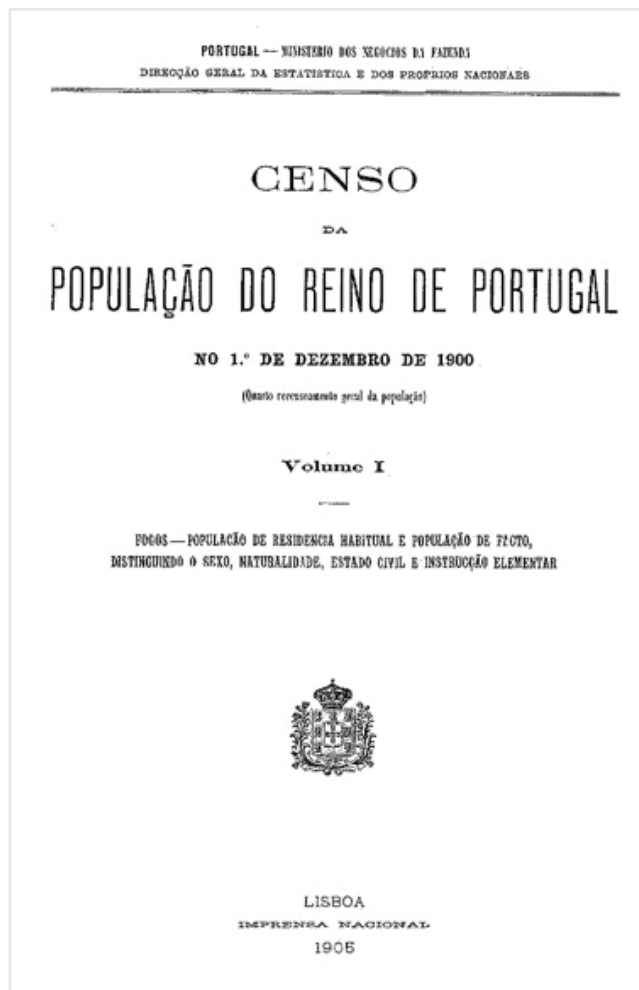 PORTUGAL — MINISTERIO DOS NEGOCIOS DA FAZENDA
DIRECÇÃO GERAL DA ESTATISTICA E DOS PROPRIOS NACIONAES
CENSO
DA
POPULAÇÃO DO REINO DE PORTUGAL
NO 1.º DE DEZEMBRO DE 1900
(Quarto recenseamento geral da população)
Volume I
FOGOS — POPULAÇÃO DE RESIDENCIA HABITUAL E POPULAÇÃO DE FACTO,
DISTINGUINDO O SEXO, NATURALIDADE, ESTADO CIVIL E INSTRUCÇÃO ELEMENTAR
LISBOA
IMPRENSA NACIONAL
1905